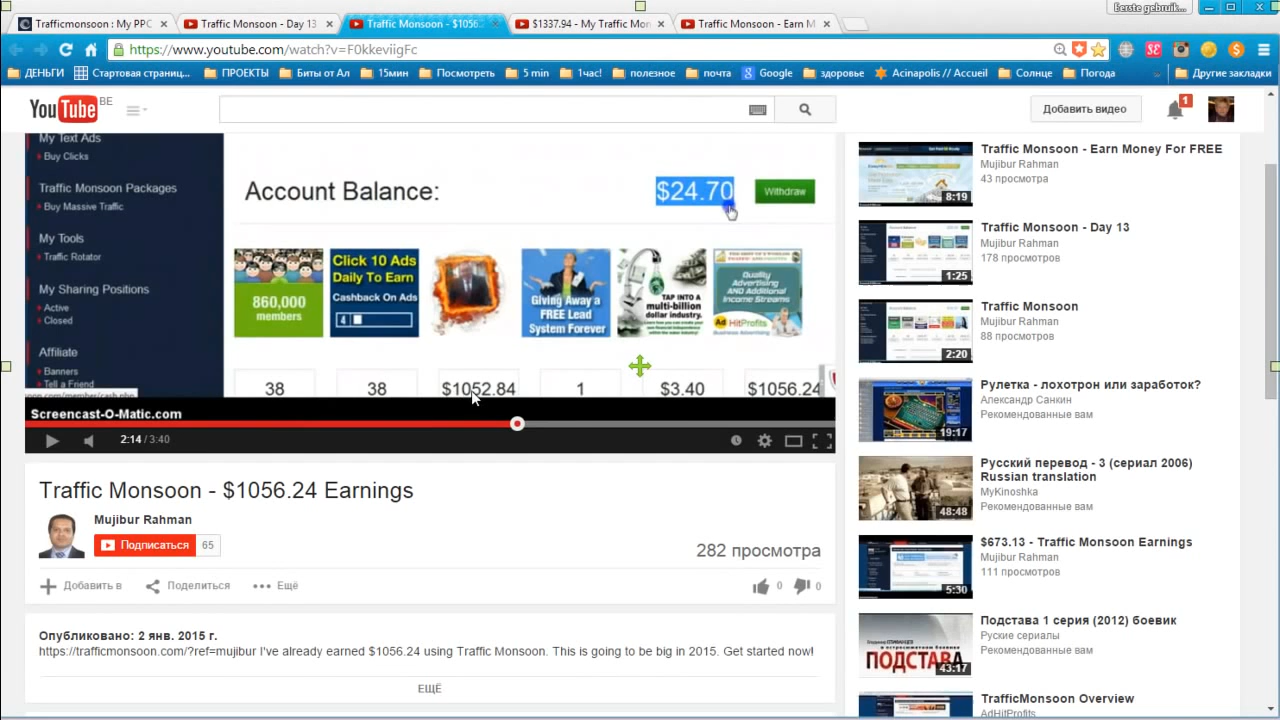 Eerste gebruik...
Trafficmonsoon : My PPC
Traffic Monsoon - Day 13
Traffic Monsoon - $1056.
$1337.94 - My Traffic Mon
Traffic Monsoon - Earn M
https://www.youtube.com/watch?v=F0kkeviigFc
ДЕНЬГИ
Стартовая страниц...
ПРОЕКТЫ
Биты от Ал
15мин
Посмотреть
5 min
1час!
полезное
почта
Google
здоровье
Acinapolis // Accueil
Солнце
Погода
»
Другие закладки
YouTube BE
Добавить видео
1
My Text Ads
Buy Clicks
Traffic Monsoon Packages
Buy Massive Traffic
My Tools
Traffic Rotator
My Sharing Positions
Active
Closed
Affiliate
Banners
Tell a Friend
Account Balance:
$24.70
Withdraw
860,000
members
Click 10 Ads
Daily To Earn
Cashback On Ads
4
Giving Away a
FREE Lead
System Forever
TAP INTO A
multi-billion
dollar industry.
Quality
Advertising
AND Additional
Income Streams
Ad HitProfits
38
38
$1052.84
1
$3.40
$1056.24
Screencast-O-Matic.com
2:14 / 3:40
Traffic Monsoon - $1056.24 Earnings
Mujibur Rahman
Подписаться
65
282 просмотра
Добавить в
Поделиться
Ещё
0
0
Опубликовано: 2 янв. 2015 г.
https://trafficmonsoon.com/?ref=mujibur I've already earned $1056.24 using Traffic Monsoon. This is going to be big in 2015. Get started now!
ЕЩЁ
Traffic Monsoon - Earn Money For FREE
Mujibur Rahman
43 просмотра
8:19
Traffic Monsoon - Day 13
Mujibur Rahman
178 просмотров
1:25
Traffic Monsoon
Mujibur Rahman
88 просмотров
2:20
Рулетка - лохотрон или заработок?
Александр Санкин
Рекомендованные вам
19:17
Русский перевод - 3 (сериал 2006)
Russian translation
MyKinoshka
Рекомендованные вам
48:48
$673.13 - Traffic Monsoon Earnings
Mujibur Rahman
111 просмотров
5:30
Подстава 1 серия (2012) боевик
Руские сериалы
Рекомендованные вам
ПОДСТАВА
43:17
TrafficMonsoon Overview
AdHitProfits